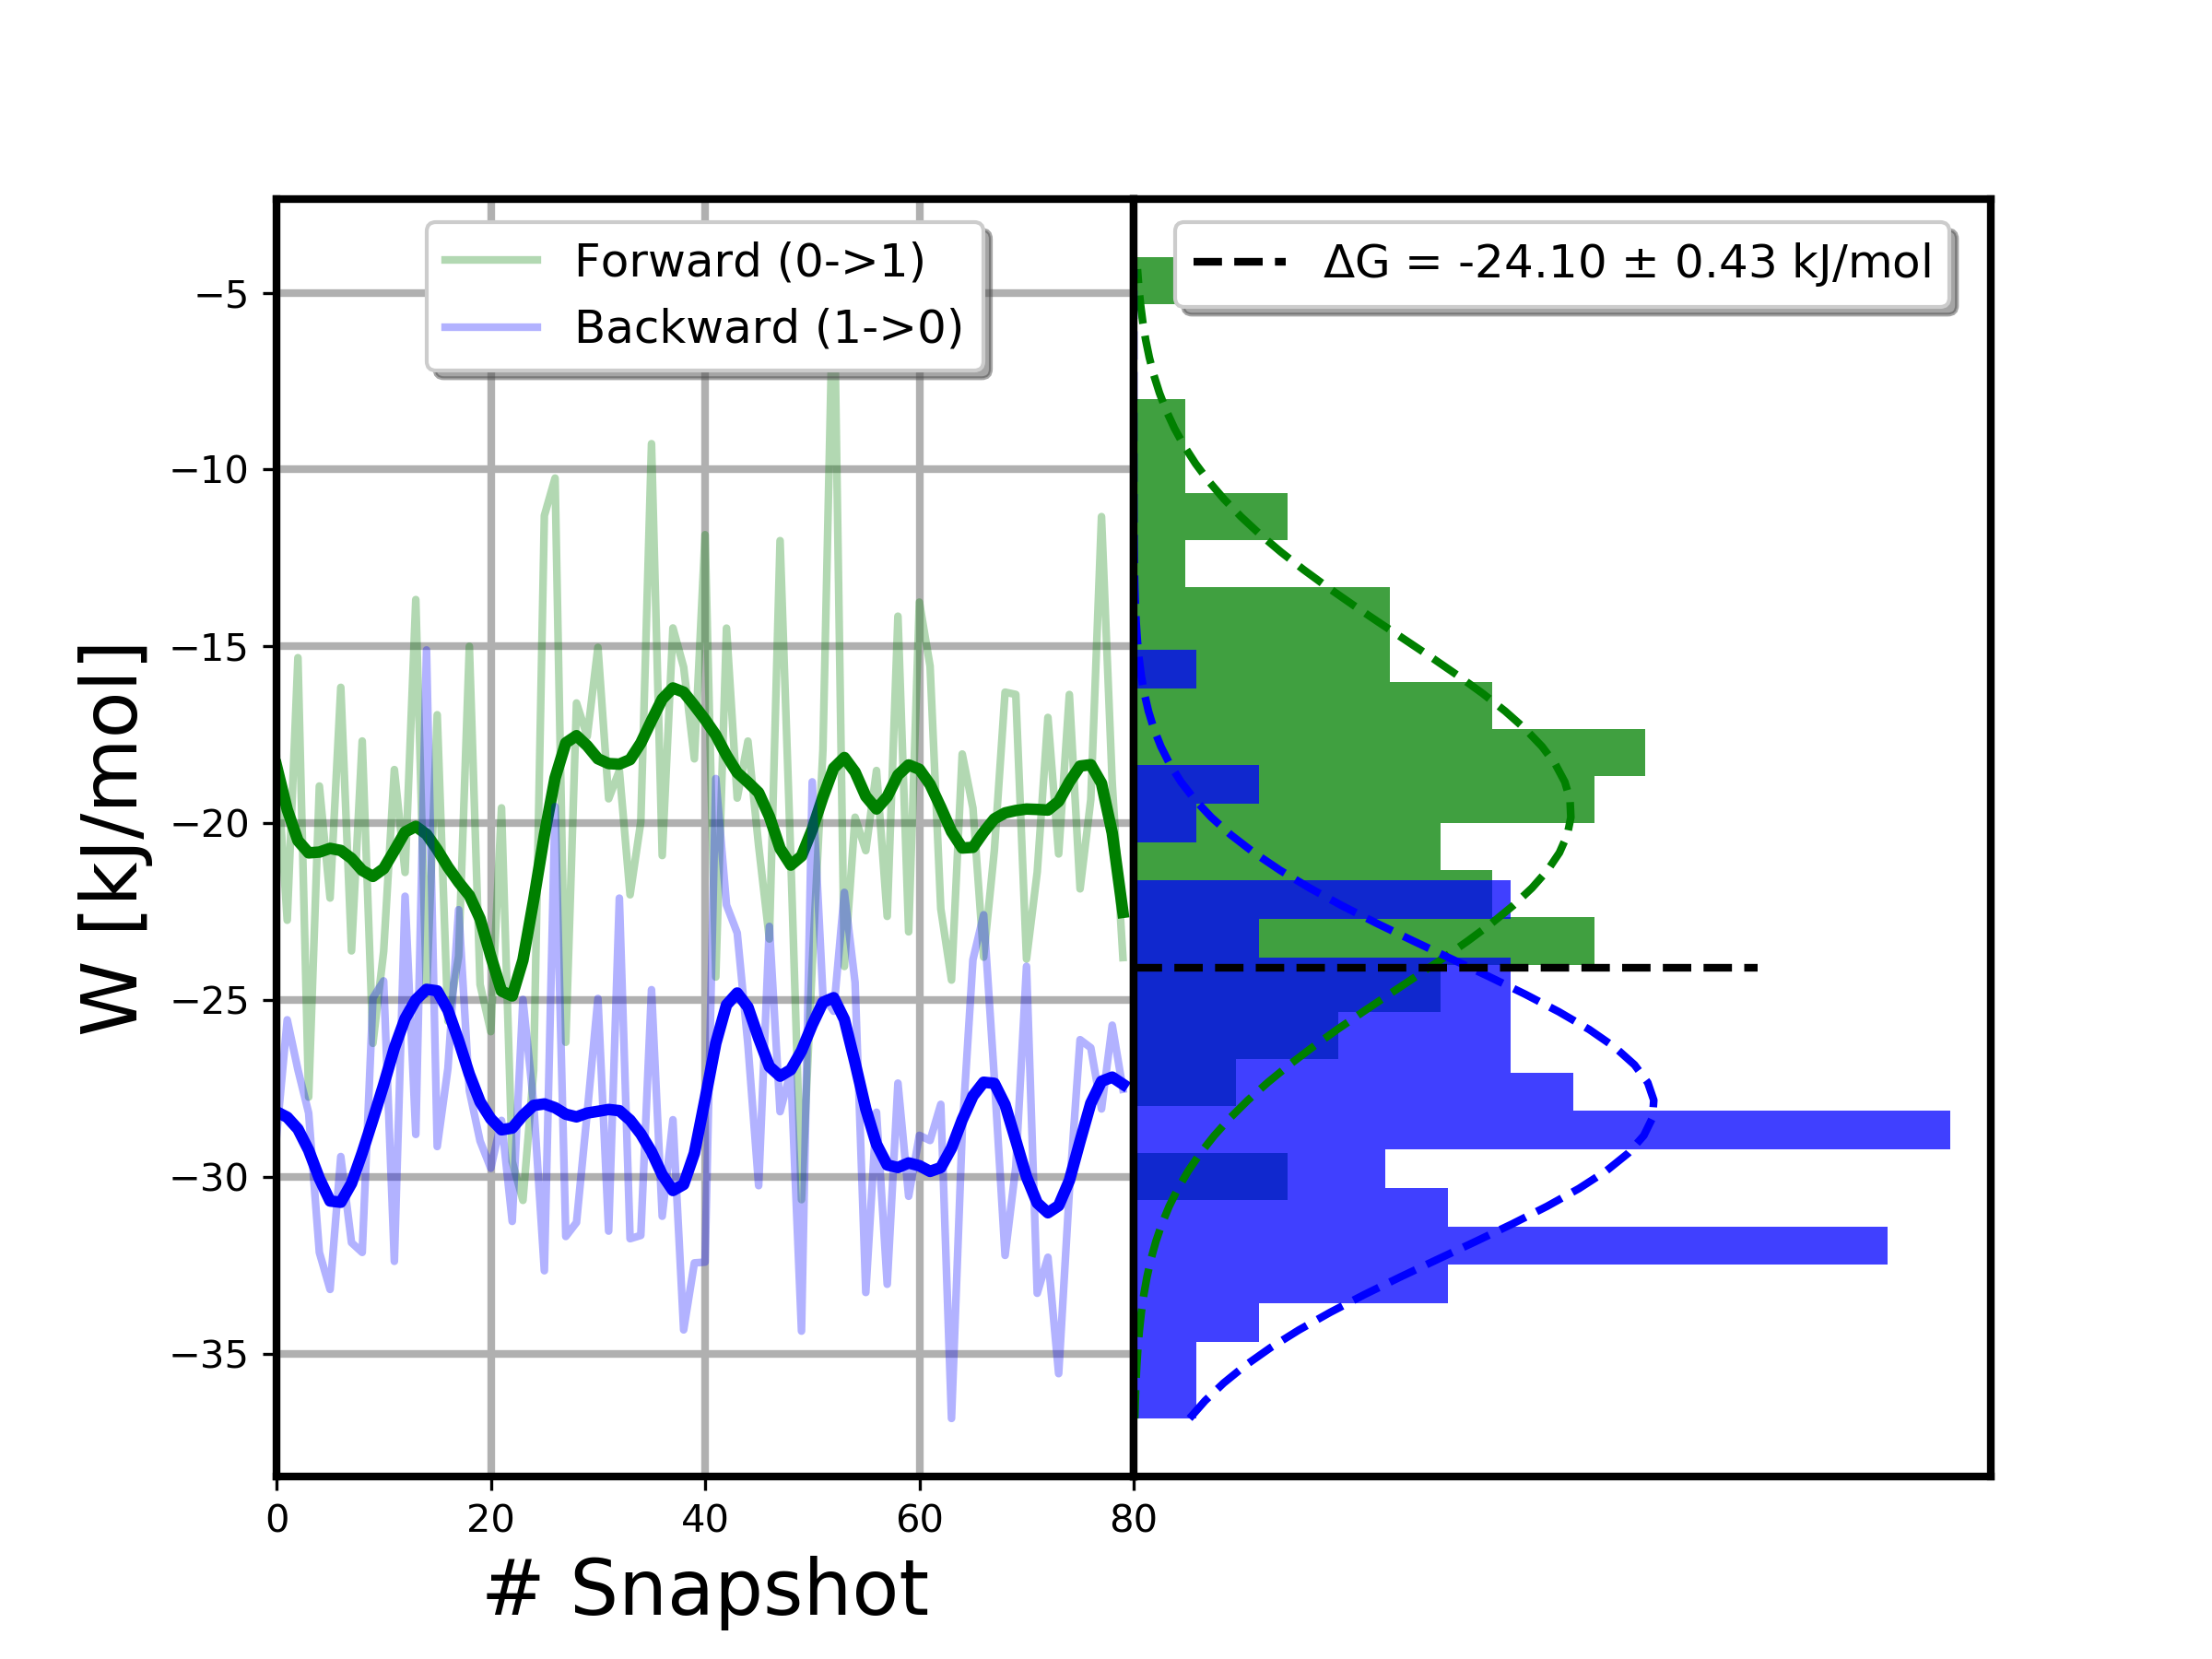 Forward (0->1)
Backward (1->0)
ΔG = -24.10 ± 0.43 kJ/mol
W [kJ/mol]
−5
−10
−15
−20
−25
−30
−35
0 20 40 60 80
# Snapshot